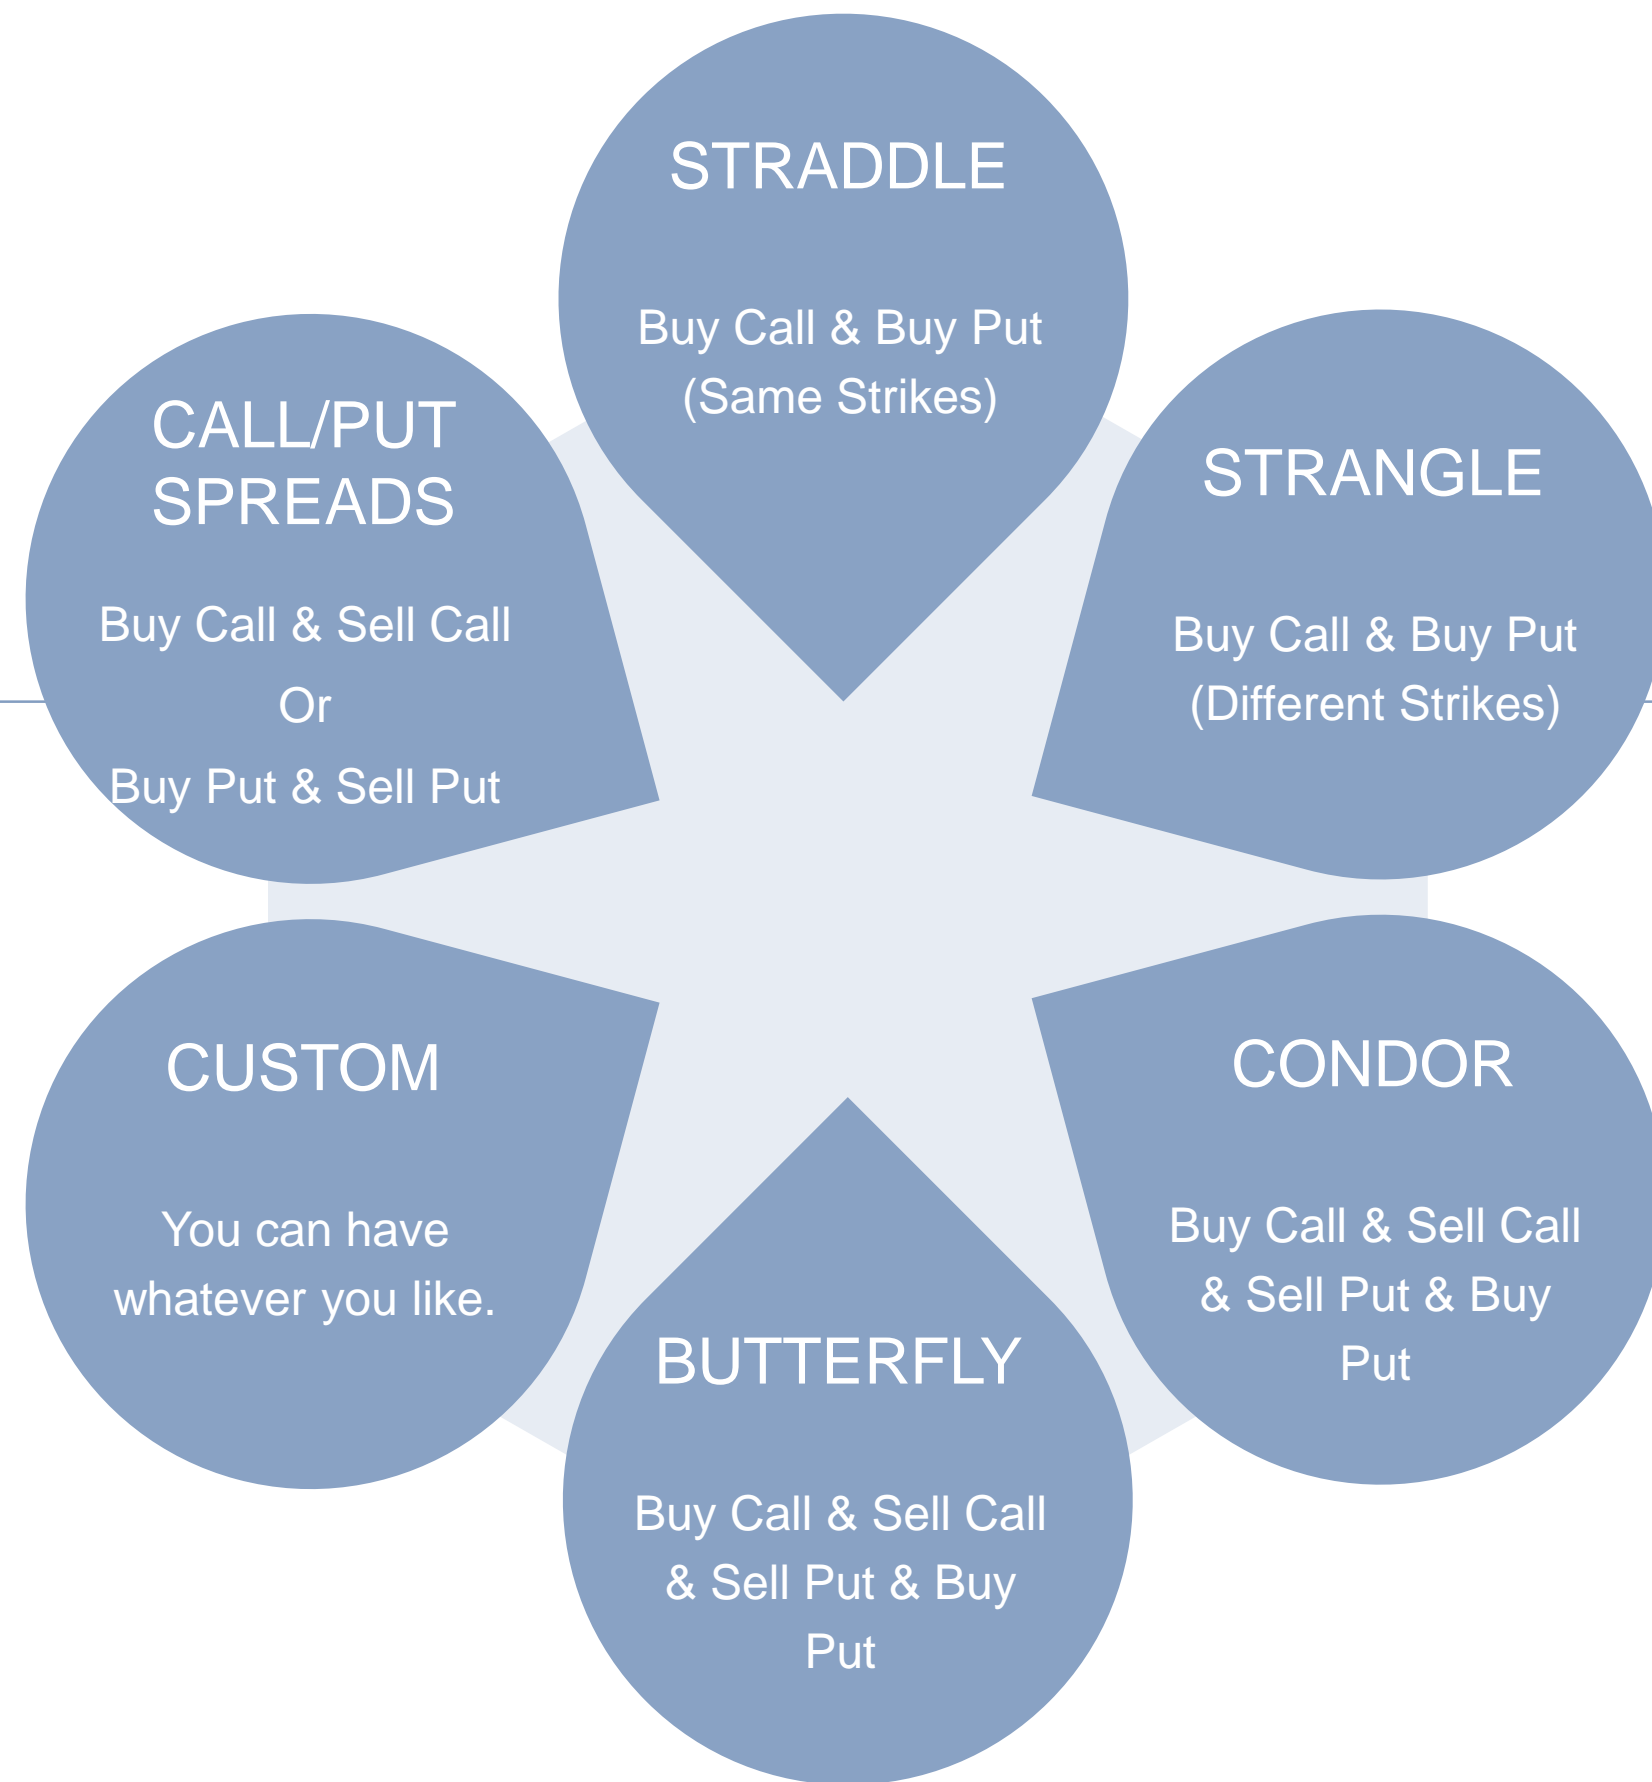 STRADDLE
Buy Call & Buy Put
(Same Strikes)
STRANGLE
Buy Call & Buy Put
(Different Strikes)
CONDOR
Buy Call & Sell Call
& Sell Put & Buy
Put
BUTTERFLY
Buy Call & Sell Call
& Sell Put & Buy
Put
CUSTOM
You can have
whatever you like.
CALL/PUT
SPREADS
Buy Call & Sell Call
Or
Buy Put & Sell Put